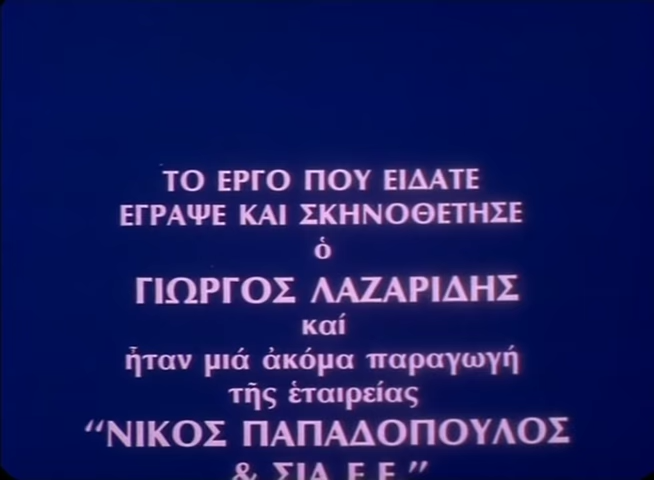 ΤΟ ΕΡΓΟ ΠΟΥ ΕΙΔΑΤΕ
ΕΓΡΑΨΕ ΚΑΙ ΣΚΗΝΟΘΕΤΗΣΕ
ὁ
ΓΙΩΡΓΟΣ ΛΑΖΑΡΙΔΗΣ
καί
ἦταν μιά ἀκόμα παραγωγή
τῆς ἑταιρείας
“ΝΙΚΟΣ ΠΑΠΑΔΟΠΟΥΛΟΣ
& ΣΙΑ Ε.Ε.”